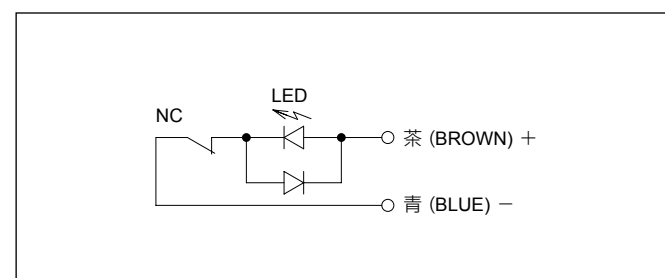 LED
NC
茶 (BROWN) +
青 (BLUE) −